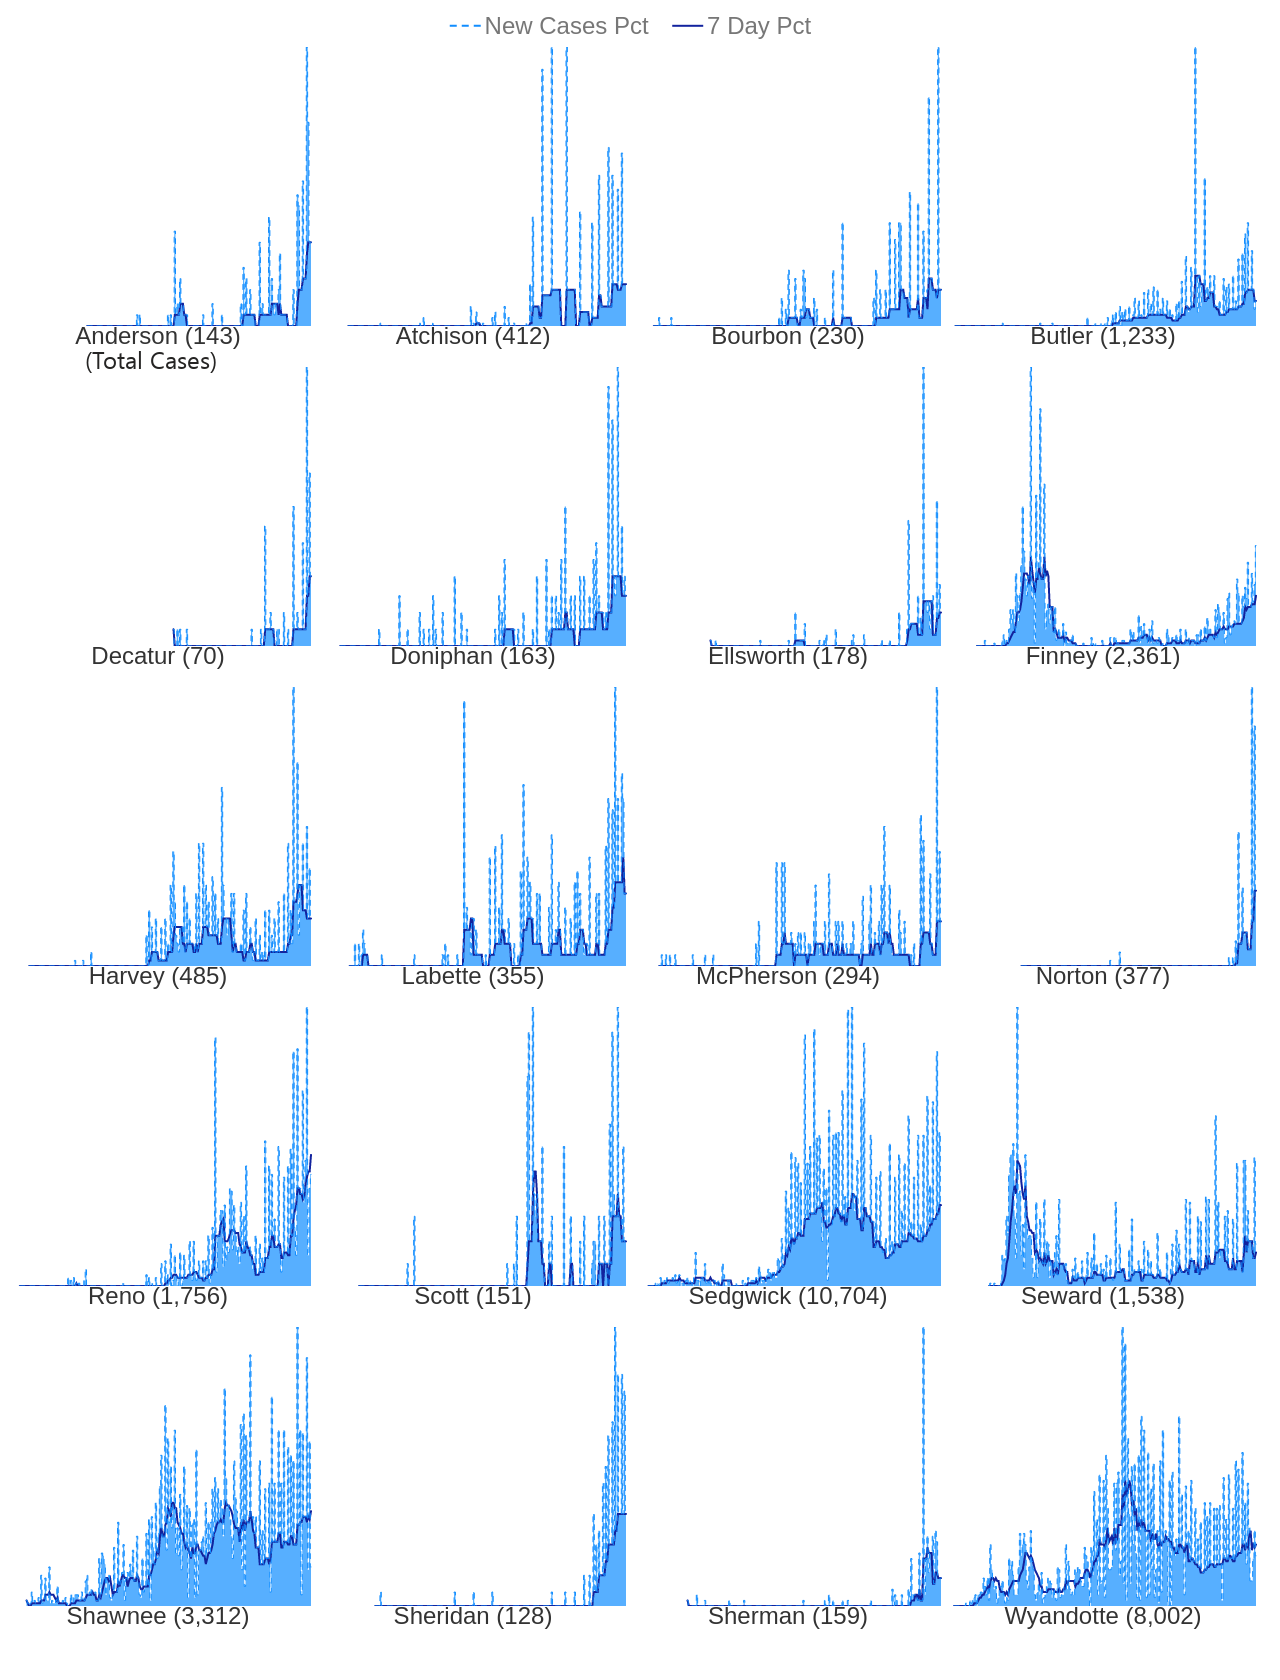 New Cases Pct 7 Day Pct
Anderson (143) Atchison (412) Bourbon (230) Butler (1,233)
(Total Cases)
Decatur (70) Doniphan (163) Ellsworth (178) Finney (2,361)
Harvey (485) Labette (355) McPherson (294) Norton (377)
Reno (1,756) Scott (151) Sedgwick (10,704) Seward (1,538)
Shawnee (3,312) Sheridan (128) Sherman (159) Wyandotte (8,002)